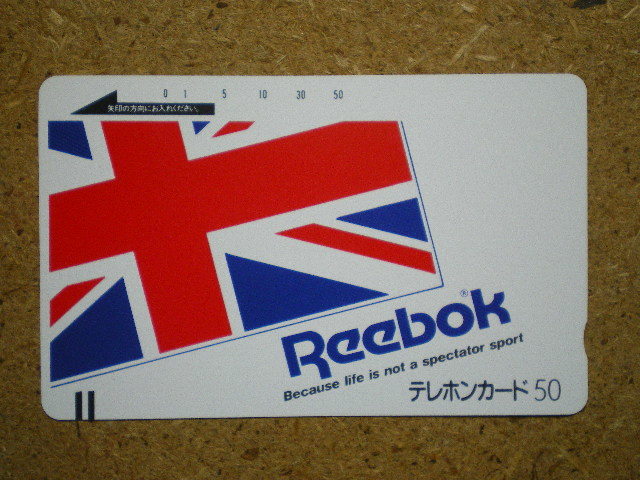 0 1 5 10 30 50
矢印の方向にお入れください。
Reebok®
Because life is not a spectator sport
テレホンカード 50